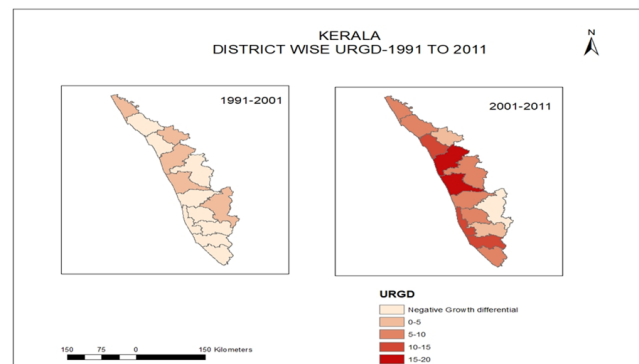 KERALA
DISTRICT WISE URGD-1991 TO 2011
N
1991-2001
2001-2011
URGD
Negative Growth differential
0-5
5-10
10-15
15-20
150 75 0 150 Kilometers